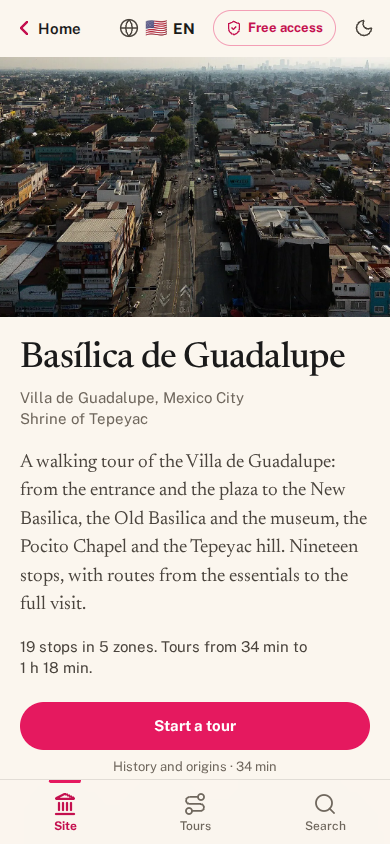 Home
EN
Free access
Basílica de Guadalupe
Villa de Guadalupe, Mexico City
Shrine of Tepeyac
A walking tour of the Villa de Guadalupe:
from the entrance and the plaza to the New
Basilica, the Old Basilica and the museum, the
Pocito Chapel and the Tepeyac hill. Nineteen
stops, with routes from the essentials to the
full visit.
19 stops in 5 zones. Tours from 34 min to
1 h 18 min.
Start a tour
History and origins · 34 min
Site
Tours
Search